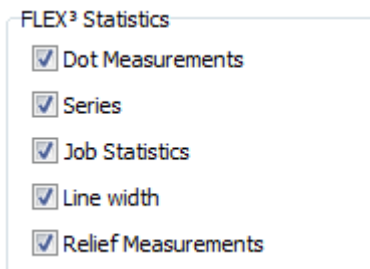 FLEX³ Statistics
Dot Measurements
Series
Job Statistics
Line width
Relief Measurements